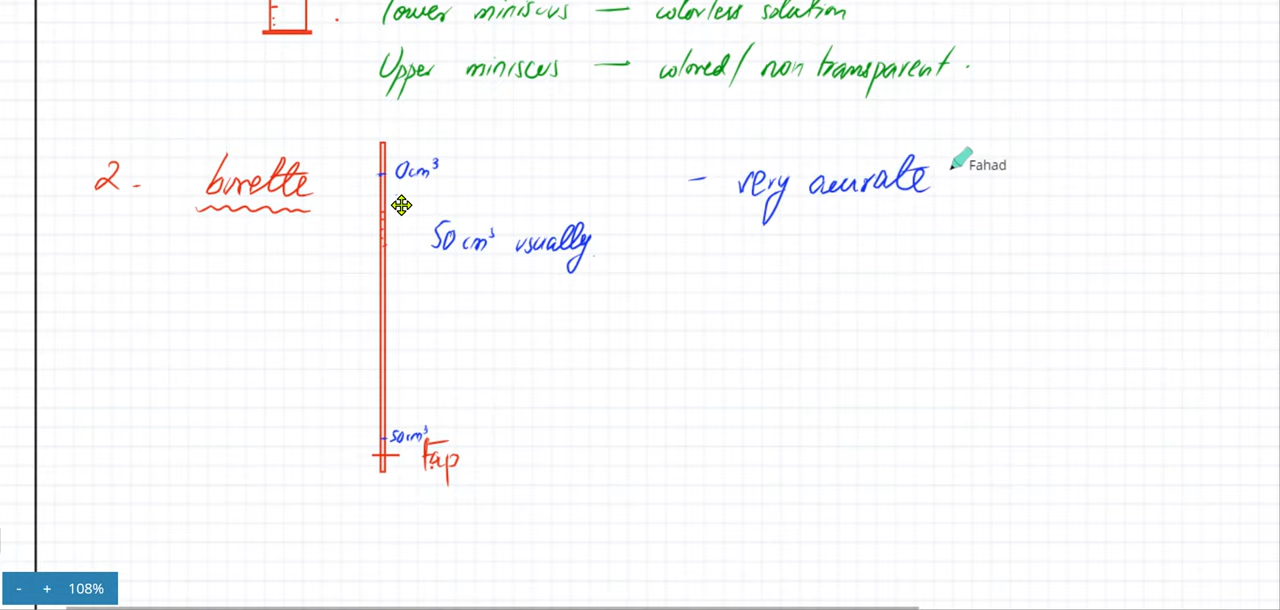 lower miniscus — colorless solution
Upper miniscus — colored / non transparent .
2 - burette
0cm³
- very accurate
Fahad
50 cm³ usually
50cm³
Tap
- + 108%